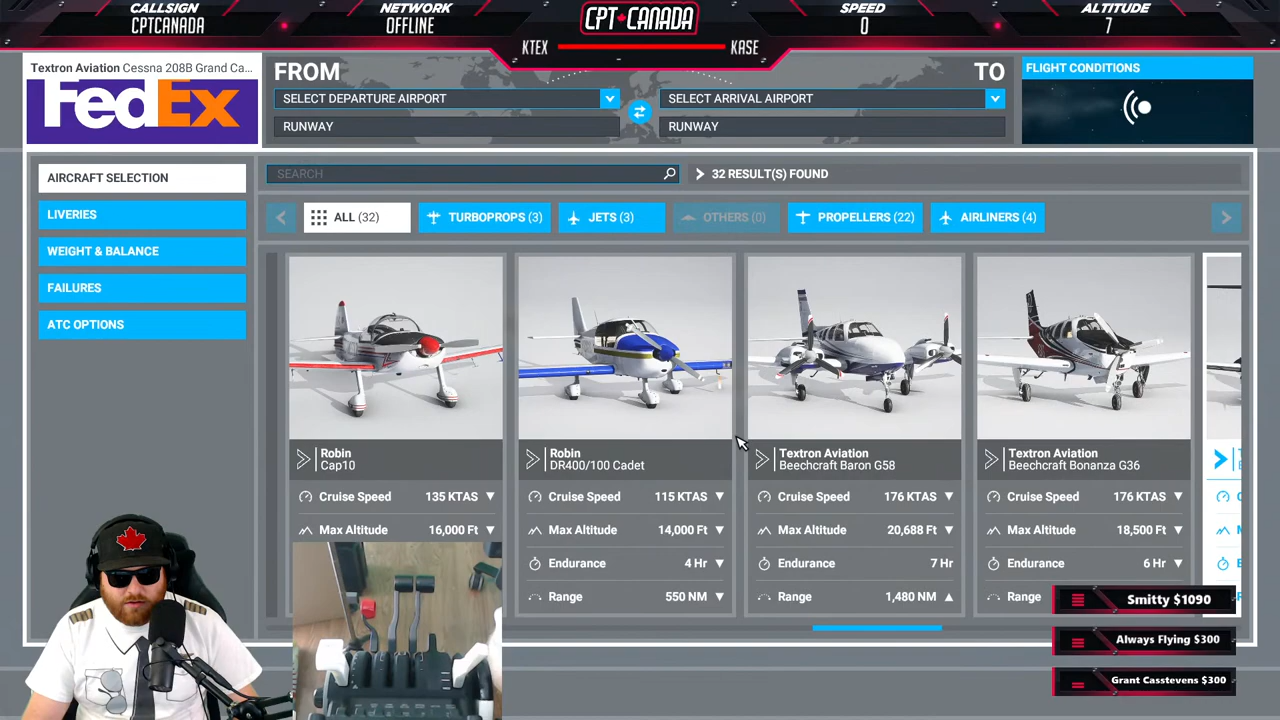 CALLSIGN
CPTCANADA
NETWORK
OFFLINE
CPT CANADA
SPEED
0
ALTITUDE
7
KTEX
KASE
Textron Aviation Cessna 208B Grand Ca...
FedEx
FROM
SELECT DEPARTURE AIRPORT
RUNWAY
TO
SELECT ARRIVAL AIRPORT
RUNWAY
FLIGHT CONDITIONS
AIRCRAFT SELECTION
LIVERIES
WEIGHT & BALANCE
FAILURES
ATC OPTIONS
SEARCH
32 RESULT(S) FOUND
ALL (32)
TURBOPROPS (3)
JETS (3)
OTHERS (0)
PROPELLERS (22)
AIRLINERS (4)
Robin
Cap10
Cruise Speed 135 KTAS
Max Altitude 16,000 Ft
Robin
DR400/100 Cadet
Cruise Speed 115 KTAS
Max Altitude 14,000 Ft
Endurance 4 Hr
Range 550 NM
Textron Aviation
Beechcraft Baron G58
Cruise Speed 176 KTAS
Max Altitude 20,688 Ft
Endurance 7 Hr
Range 1,480 NM
Textron Aviation
Beechcraft Bonanza G36
Cruise Speed 176 KTAS
Max Altitude 18,500 Ft
Endurance 6 Hr
Range
Smitty $1090
Always Flying $300
Grant Casstevens $300